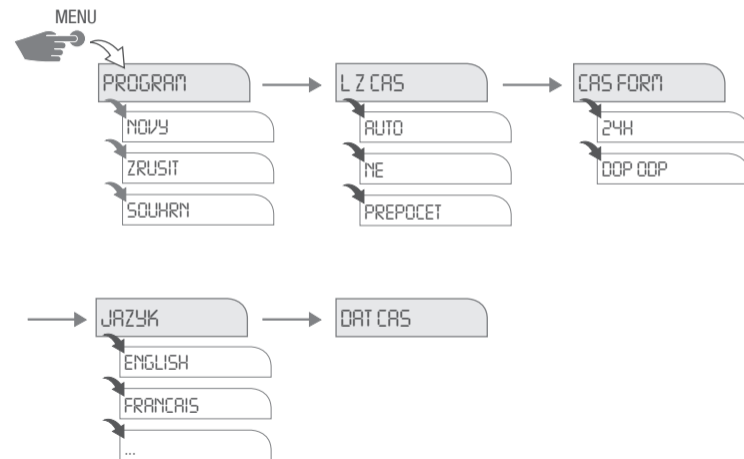 MENU
PROGRAM
NOVY
ZRUSIT
SOUHRN
L Z CAS
AUTO
NE
PREPOCET
CAS FORM
24H
DOP ODP
JAZYK
ENGLISH
FRANCAIS
...
DAT CAS